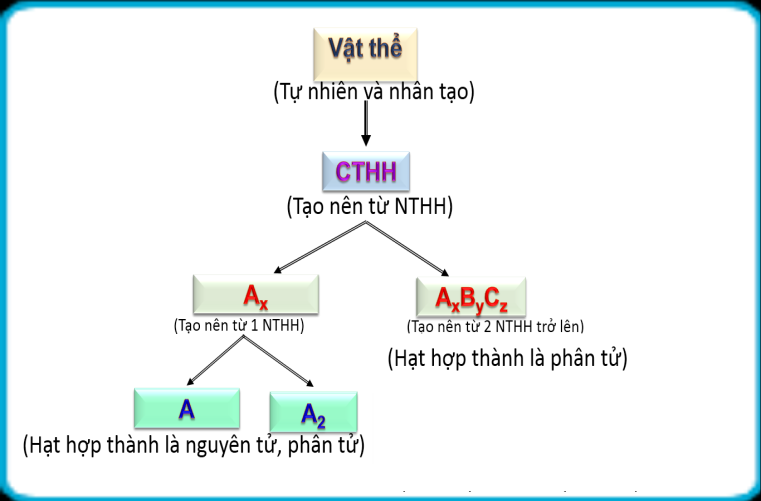 Vật thể
(Tự nhiên và nhân tạo)
CTHH
(Tạo nên từ NTHH)
Aₓ
AₓBᵧC_z
(Tạo nên từ 1 NTHH)
(Tạo nên từ 2 NTHH trở lên)
(Hạt hợp thành là phân tử)
A
A₂
(Hạt hợp thành là nguyên tử, phân tử)